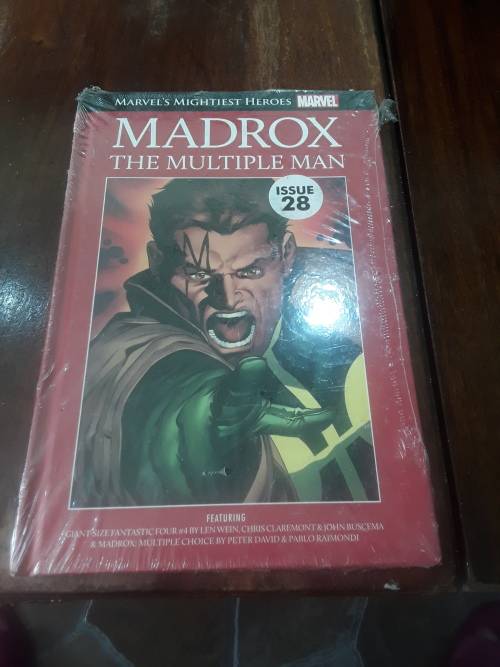 MARVEL'S MIGHTIEST HEROES MARVEL
MADROX
THE MULTIPLE MAN
ISSUE
28
FEATURING
GIANT-SIZE FANTASTIC FOUR #4 BY LEN WEIN, CHRIS CLAREMONT & JOHN BUSCEMA
& MADROX: MULTIPLE CHOICE BY PETER DAVID & PABLO RAIMONDI